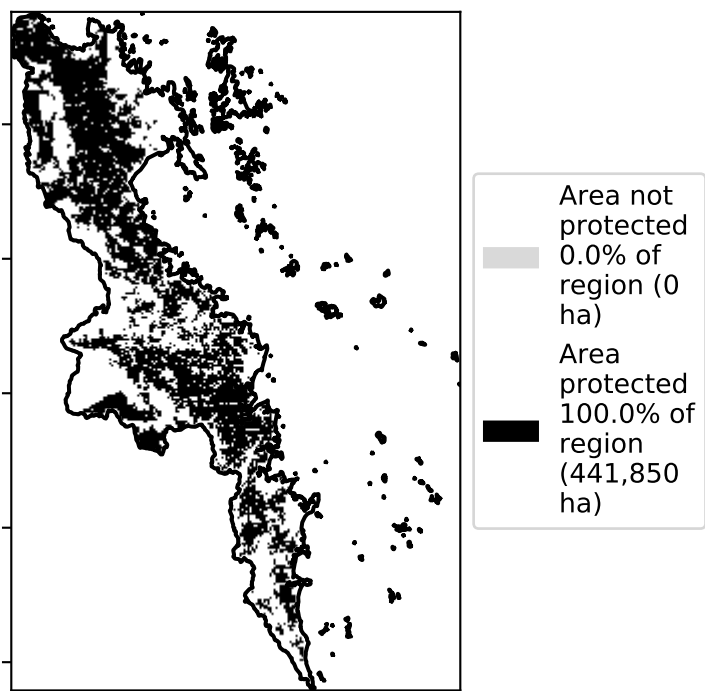 Area not
protected
0.0% of
region (0
ha)
Area
protected
100.0% of
region
(441,850
ha)